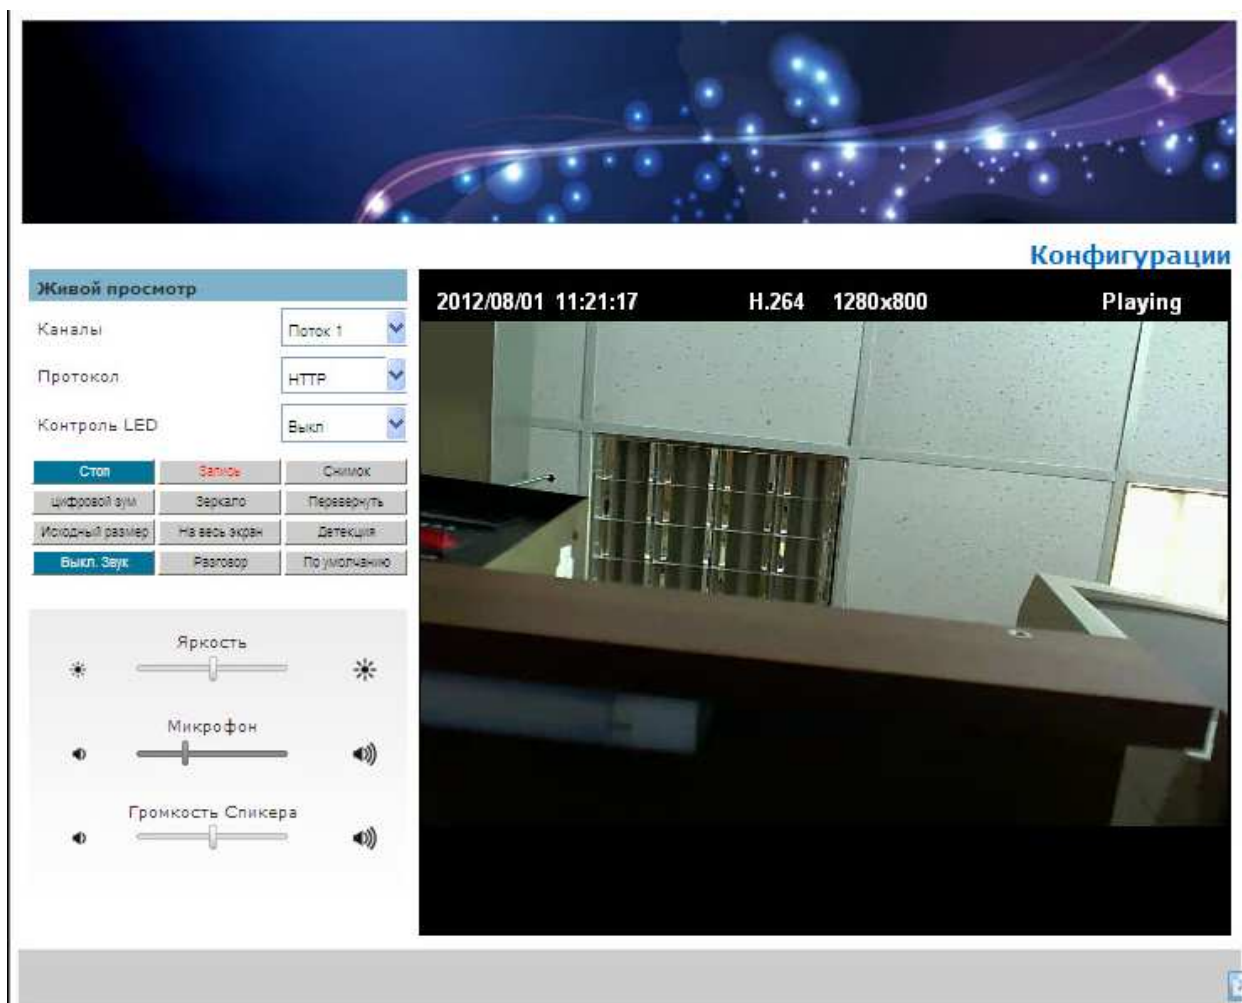 Конфигурации
Живой просмотр
Каналы Поток 1
Протокол HTTP
Контроль LED Выкл
Стоп Запись Снимок
цифровой зум Зеркало Перевернуть
Исходный размер На весь экран Детекция
Выкл. Звук Разговор По умолчанию
Яркость
Микрофон
Громкость Спикера
2012/08/01 11:21:17 H.264 1280x800 Playing